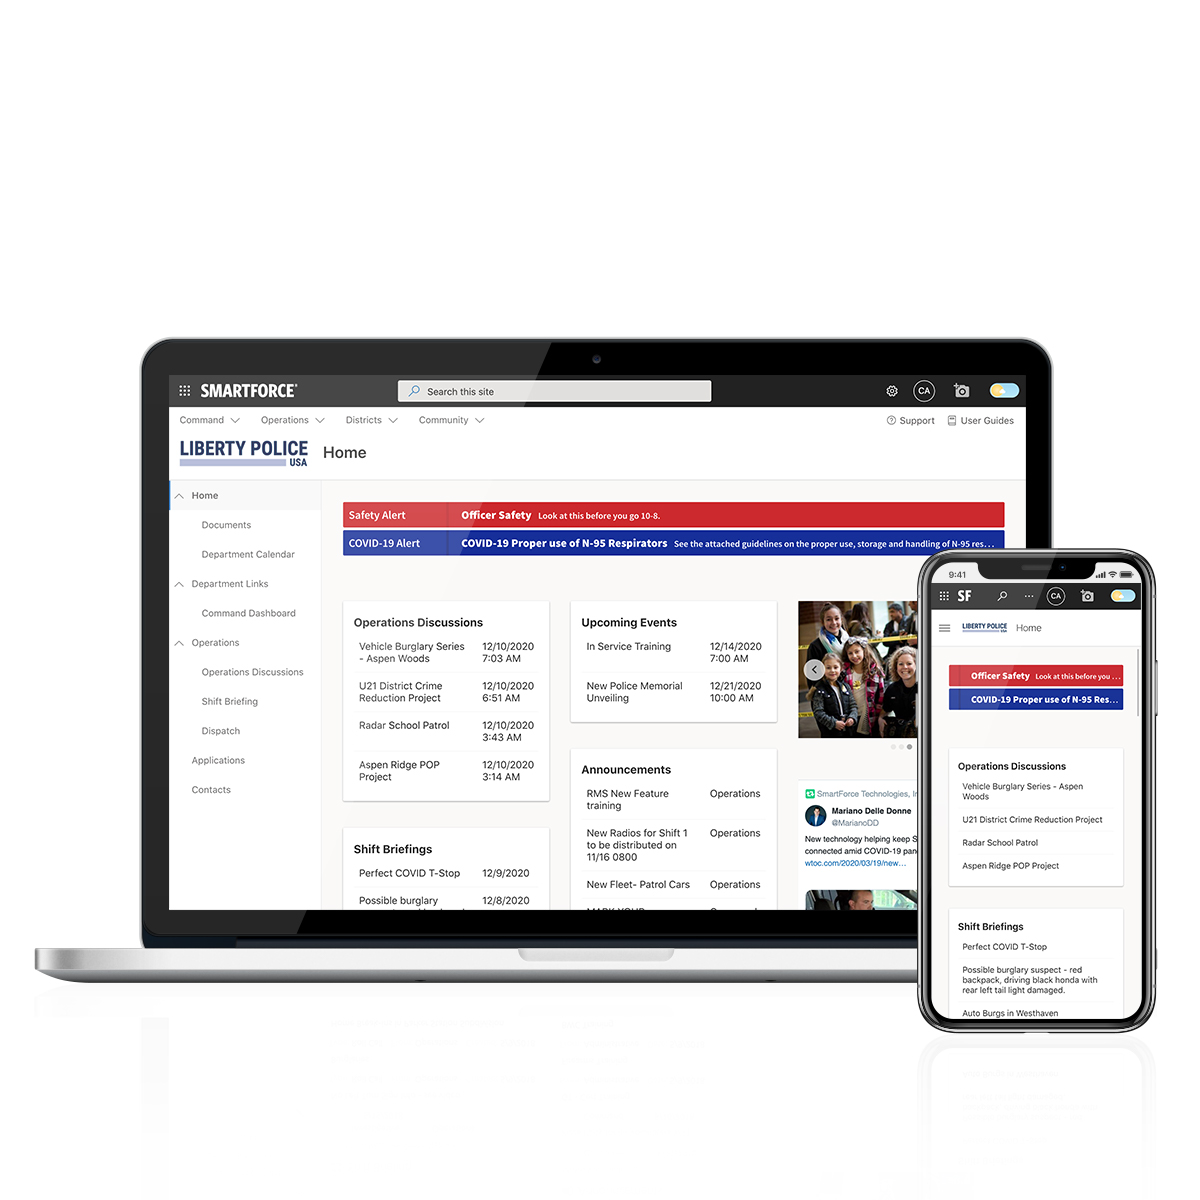 SMARTFORCE®
Search this site
CA
Command
Operations
Districts
Community
Support
User Guides
LIBERTY POLICE
USA
Home
Home
Documents
Department Calendar
Department Links
Command Dashboard
Operations
Operations Discussions
Shift Briefing
Dispatch
Applications
Contacts
Safety Alert
Officer Safety Look at this before you go 10-8.
COVID-19 Alert
COVID-19 Proper use of N-95 Respirators See the attached guidelines on the proper use, storage and handling of N-95 res...
Operations Discussions
Vehicle Burglary Series 12/10/2020
- Aspen Woods 7:03 AM
U21 District Crime 12/10/2020
Reduction Project 6:51 AM
Radar School Patrol 12/10/2020
3:43 AM
Aspen Ridge POP 12/10/2020
Project 3:14 AM
Shift Briefings
Perfect COVID T-Stop 12/9/2020
Possible burglary 12/8/2020
Upcoming Events
In Service Training 12/14/2020
7:00 AM
New Police Memorial 12/21/2020
Unveiling 10:00 AM
Announcements
RMS New Feature Operations
training
New Radios for Shift 1 Operations
to be distributed on
11/16 0800
New Fleet- Patrol Cars Operations
MARK YOUR
SmartForce Technologies, In
Mariano Delle Donne
@MarianoDD
New technology helping keep S
connected amid COVID-19 pan
wtoc.com/2020/03/19/new...
9:41
SF
CA
LIBERTY POLICE
USA
Home
Officer Safety Look at this before you ...
COVID-19 Proper use of N-95 Res...
Operations Discussions
Vehicle Burglary Series - Aspen
Woods
U21 District Crime Reduction Project
Radar School Patrol
Aspen Ridge POP Project
Shift Briefings
Perfect COVID T-Stop
Possible burglary suspect - red
backpack, driving black honda with
rear left tail light damaged.
Auto Burgs in Westhaven